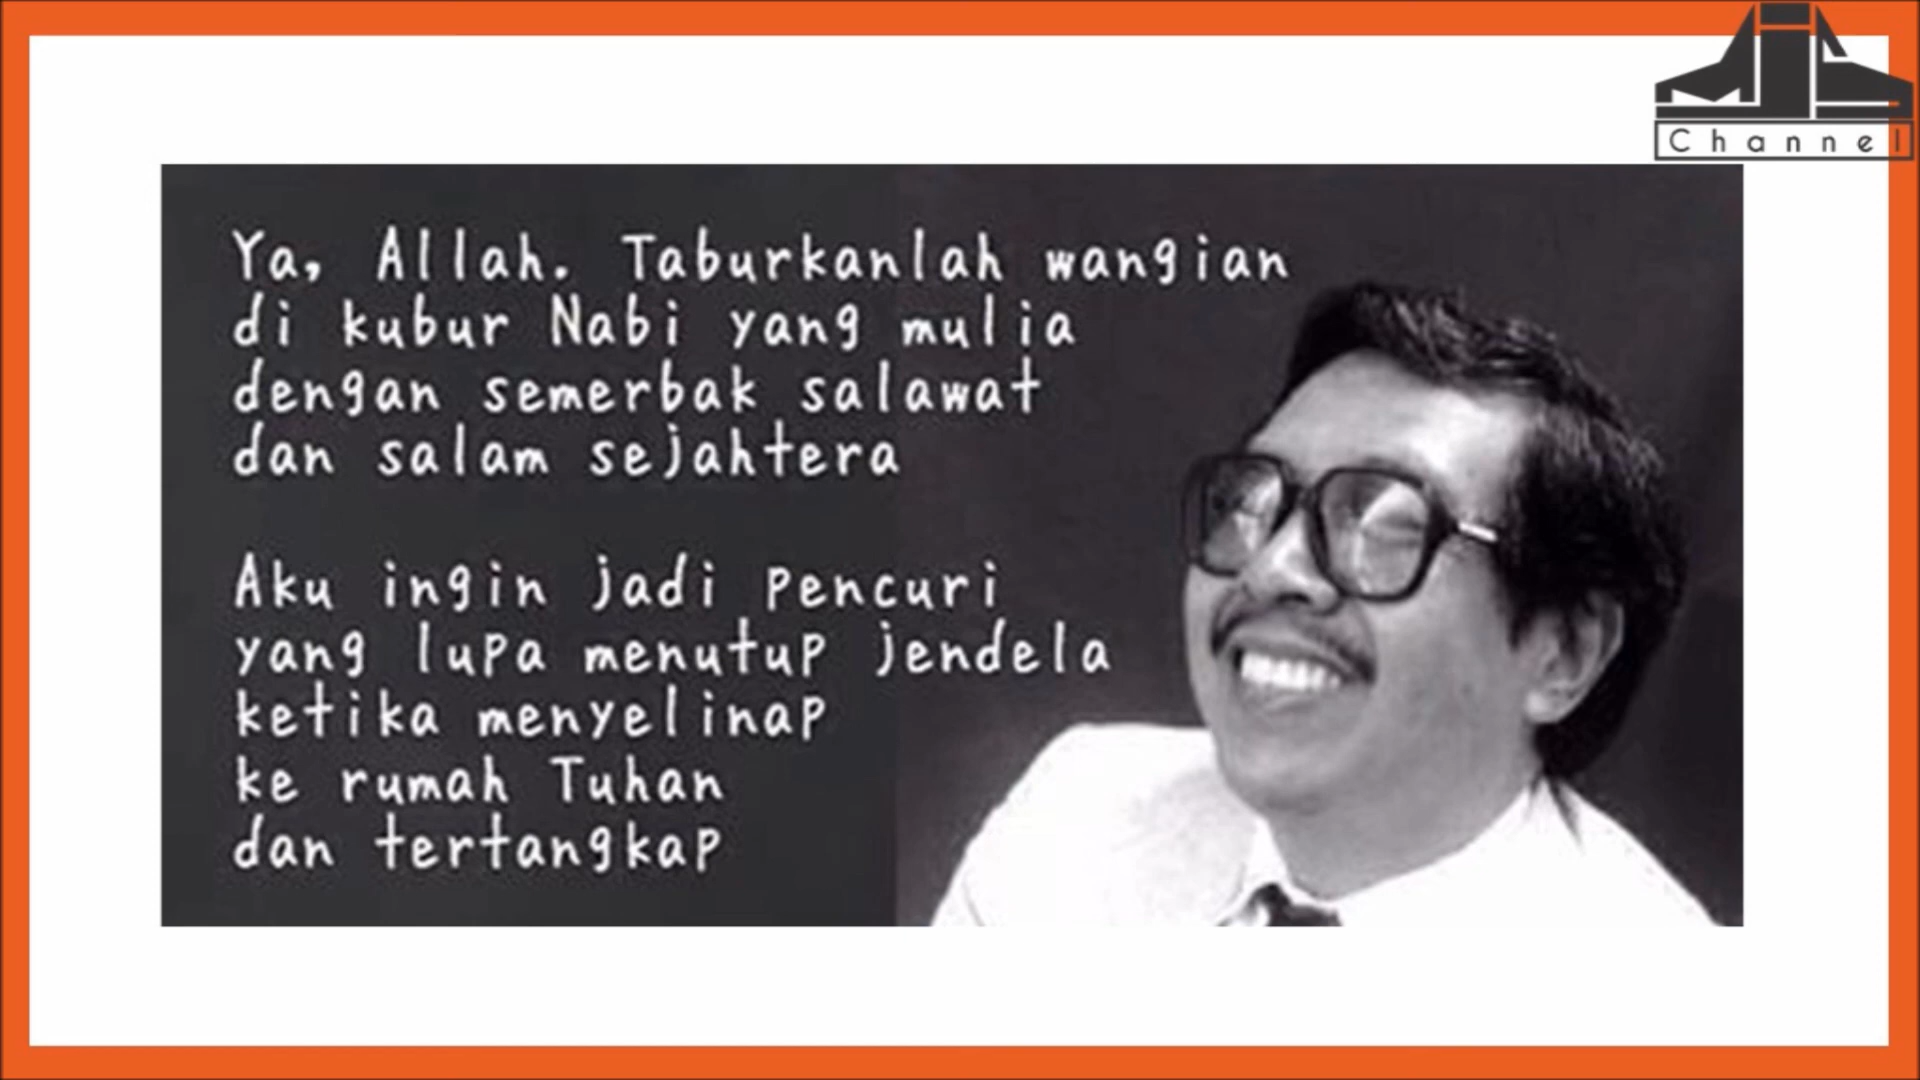 MJS
Channel
Ya, Allah. Taburkanlah wangian
di kubur Nabi yang mulia
dengan semerbak salawat
dan salam sejahtera
Aku ingin jadi pencuri
yang lupa menutup jendela
ketika menyelinap
ke rumah Tuhan
dan tertangkap